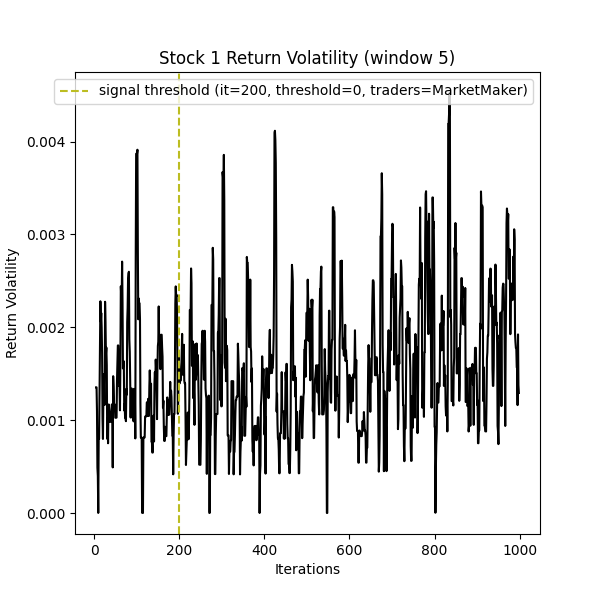 Stock 1 Return Volatility (window 5)
signal threshold (it=200, threshold=0, traders=MarketMaker)
0.004
0.003
0.002
0.001
0.000
Return Volatility
0 200 400 600 800 1000
Iterations